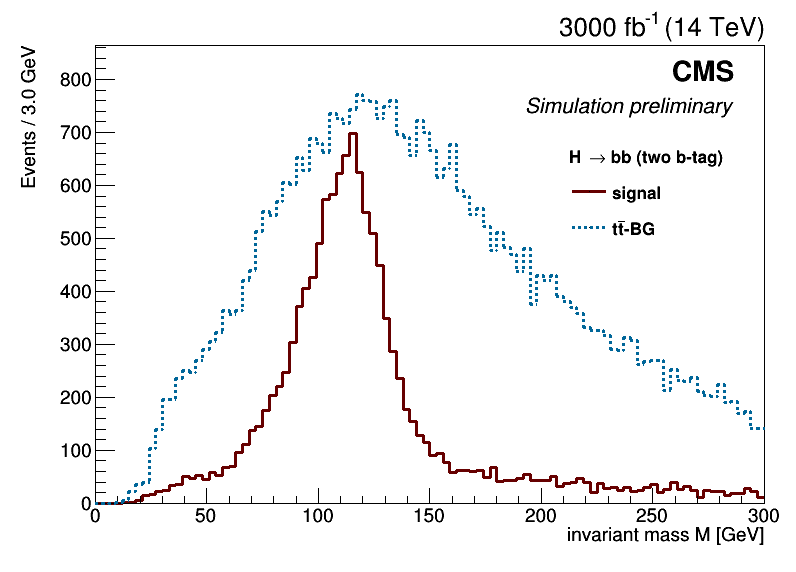 3000 fb⁻¹ (14 TeV)
Events / 3.0 GeV
CMS
Simulation preliminary
H → bb (two b-tag)
signal
tt̄-BG
800
700
600
500
400
300
200
100
0
0 50 100 150 200 250 300
invariant mass M [GeV]